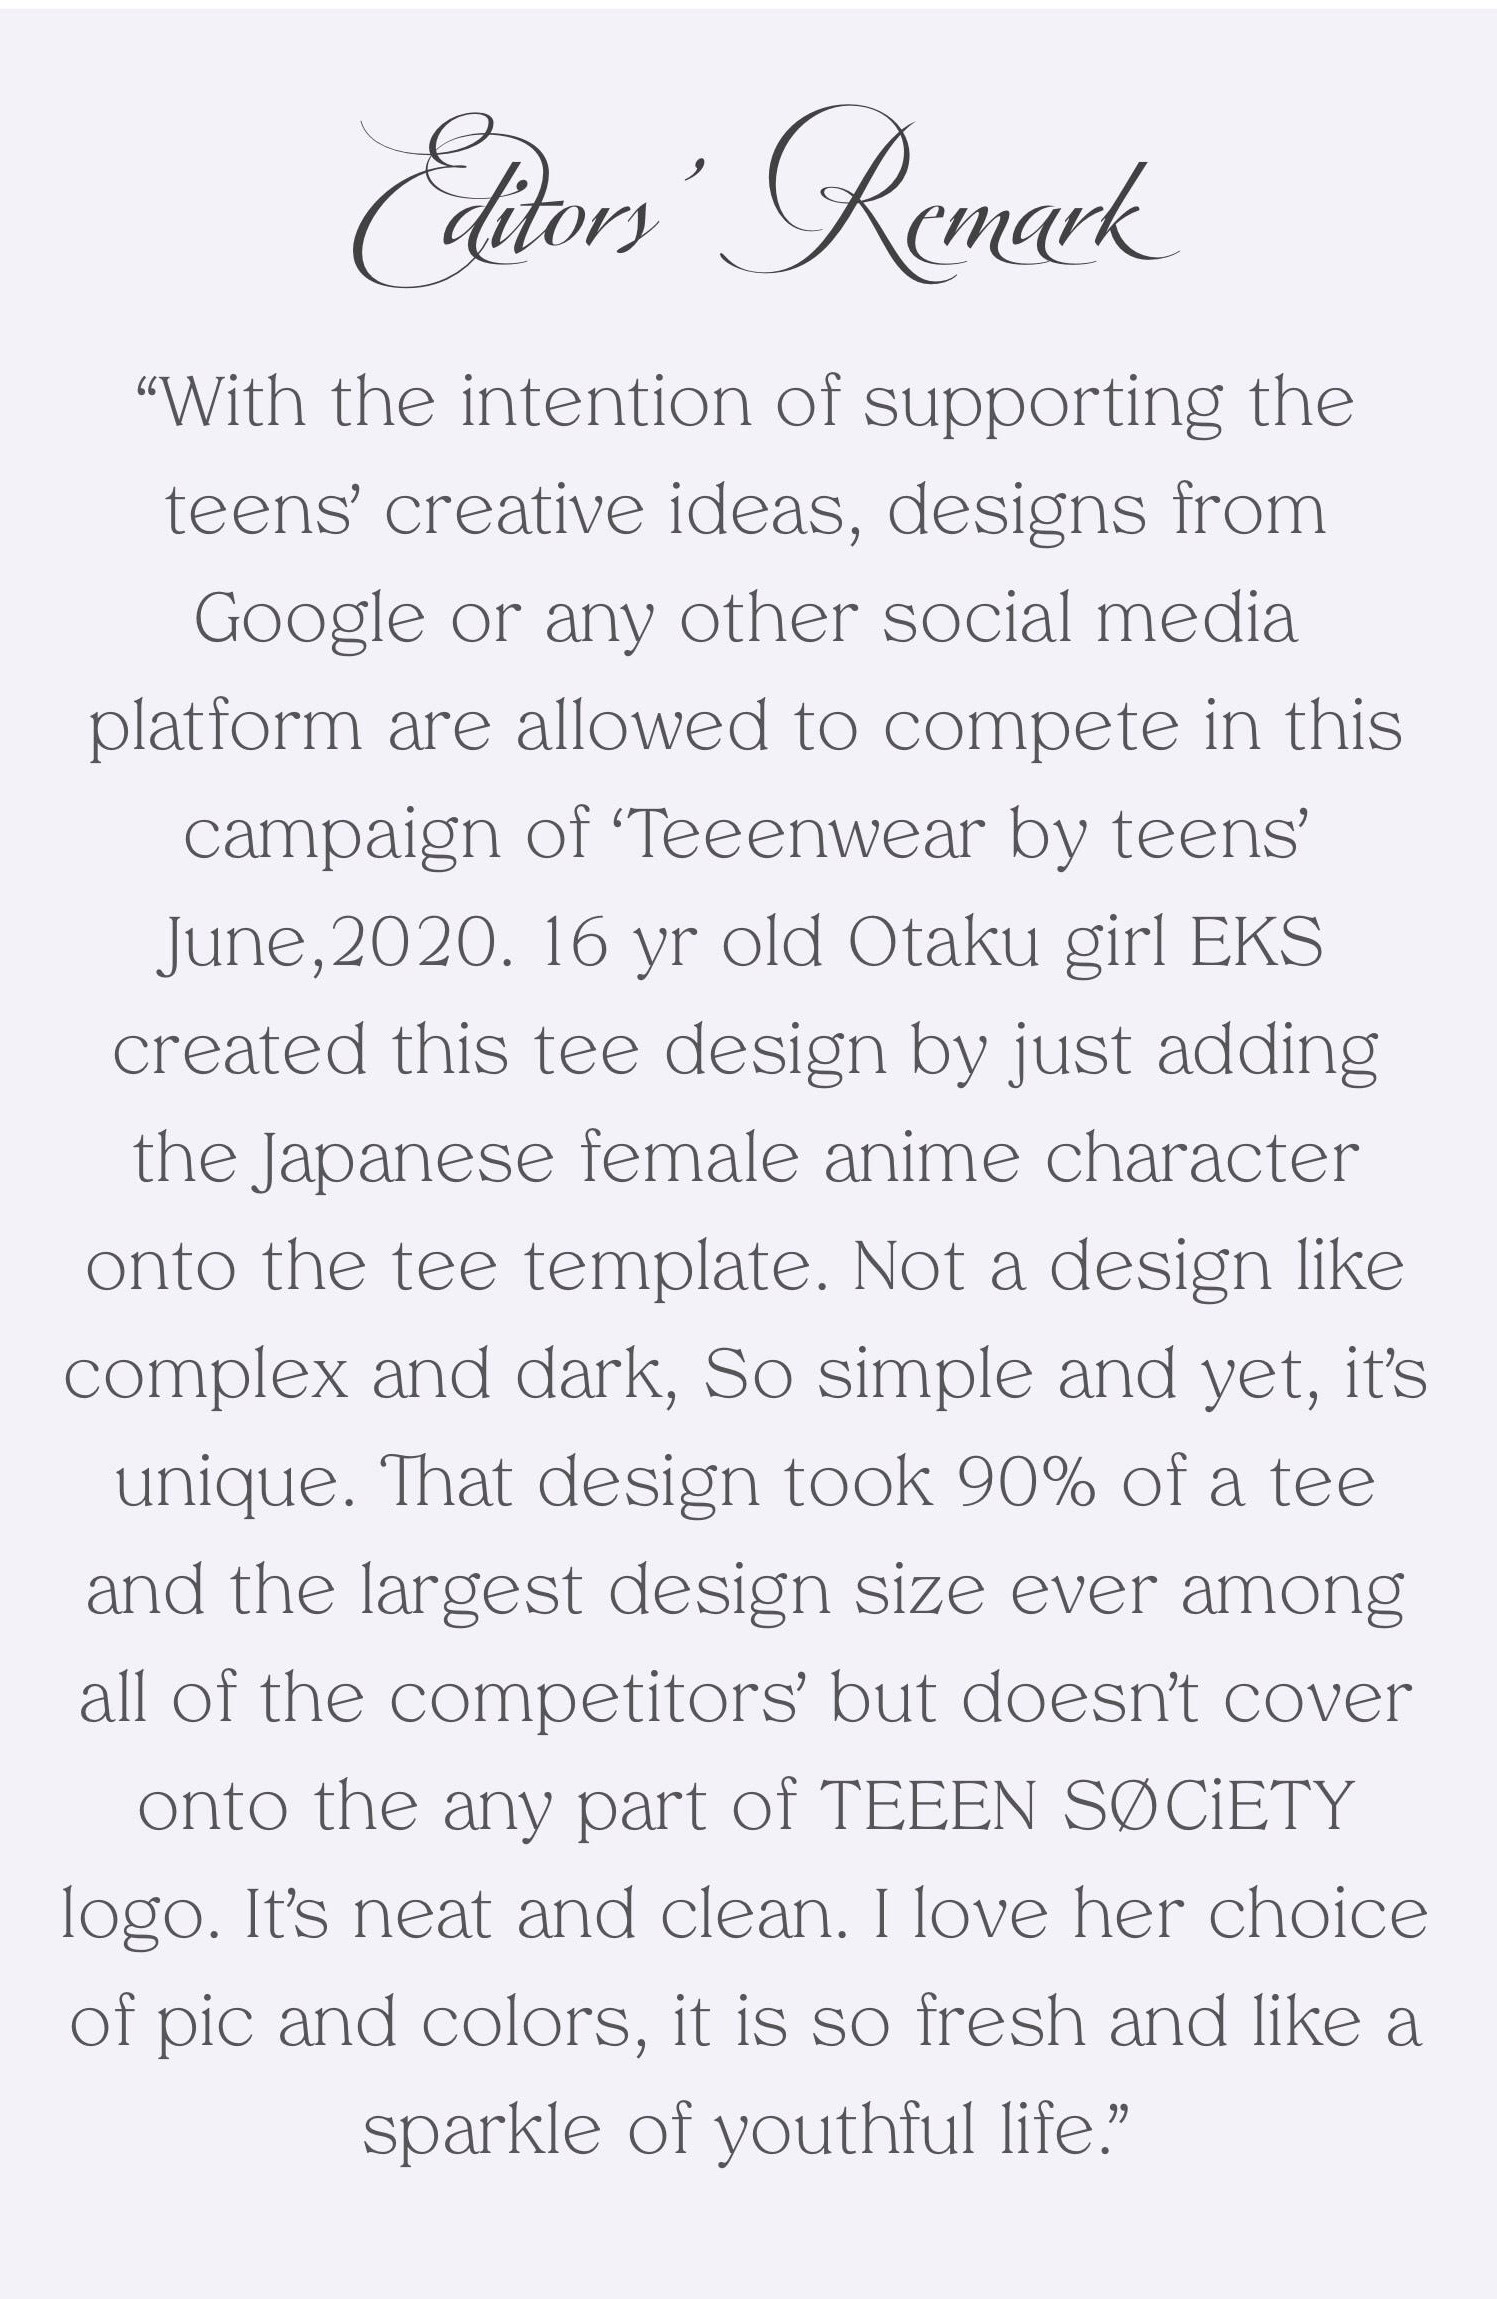 Editors’ Remark
“With the intention of supporting the
teens’ creative ideas, designs from
Google or any other social media
platform are allowed to compete in this
campaign of ‘Teeenwear by teens’
June,2020. 16 yr old Otaku girl EKS
created this tee design by just adding
the Japanese female anime character
onto the tee template. Not a design like
complex and dark, So simple and yet, it’s
unique. That design took 90% of a tee
and the largest design size ever among
all of the competitors’ but doesn’t cover
onto the any part of TEEEN SØCiETY
logo. It’s neat and clean. I love her choice
of pic and colors, it is so fresh and like a
sparkle of youthful life.”